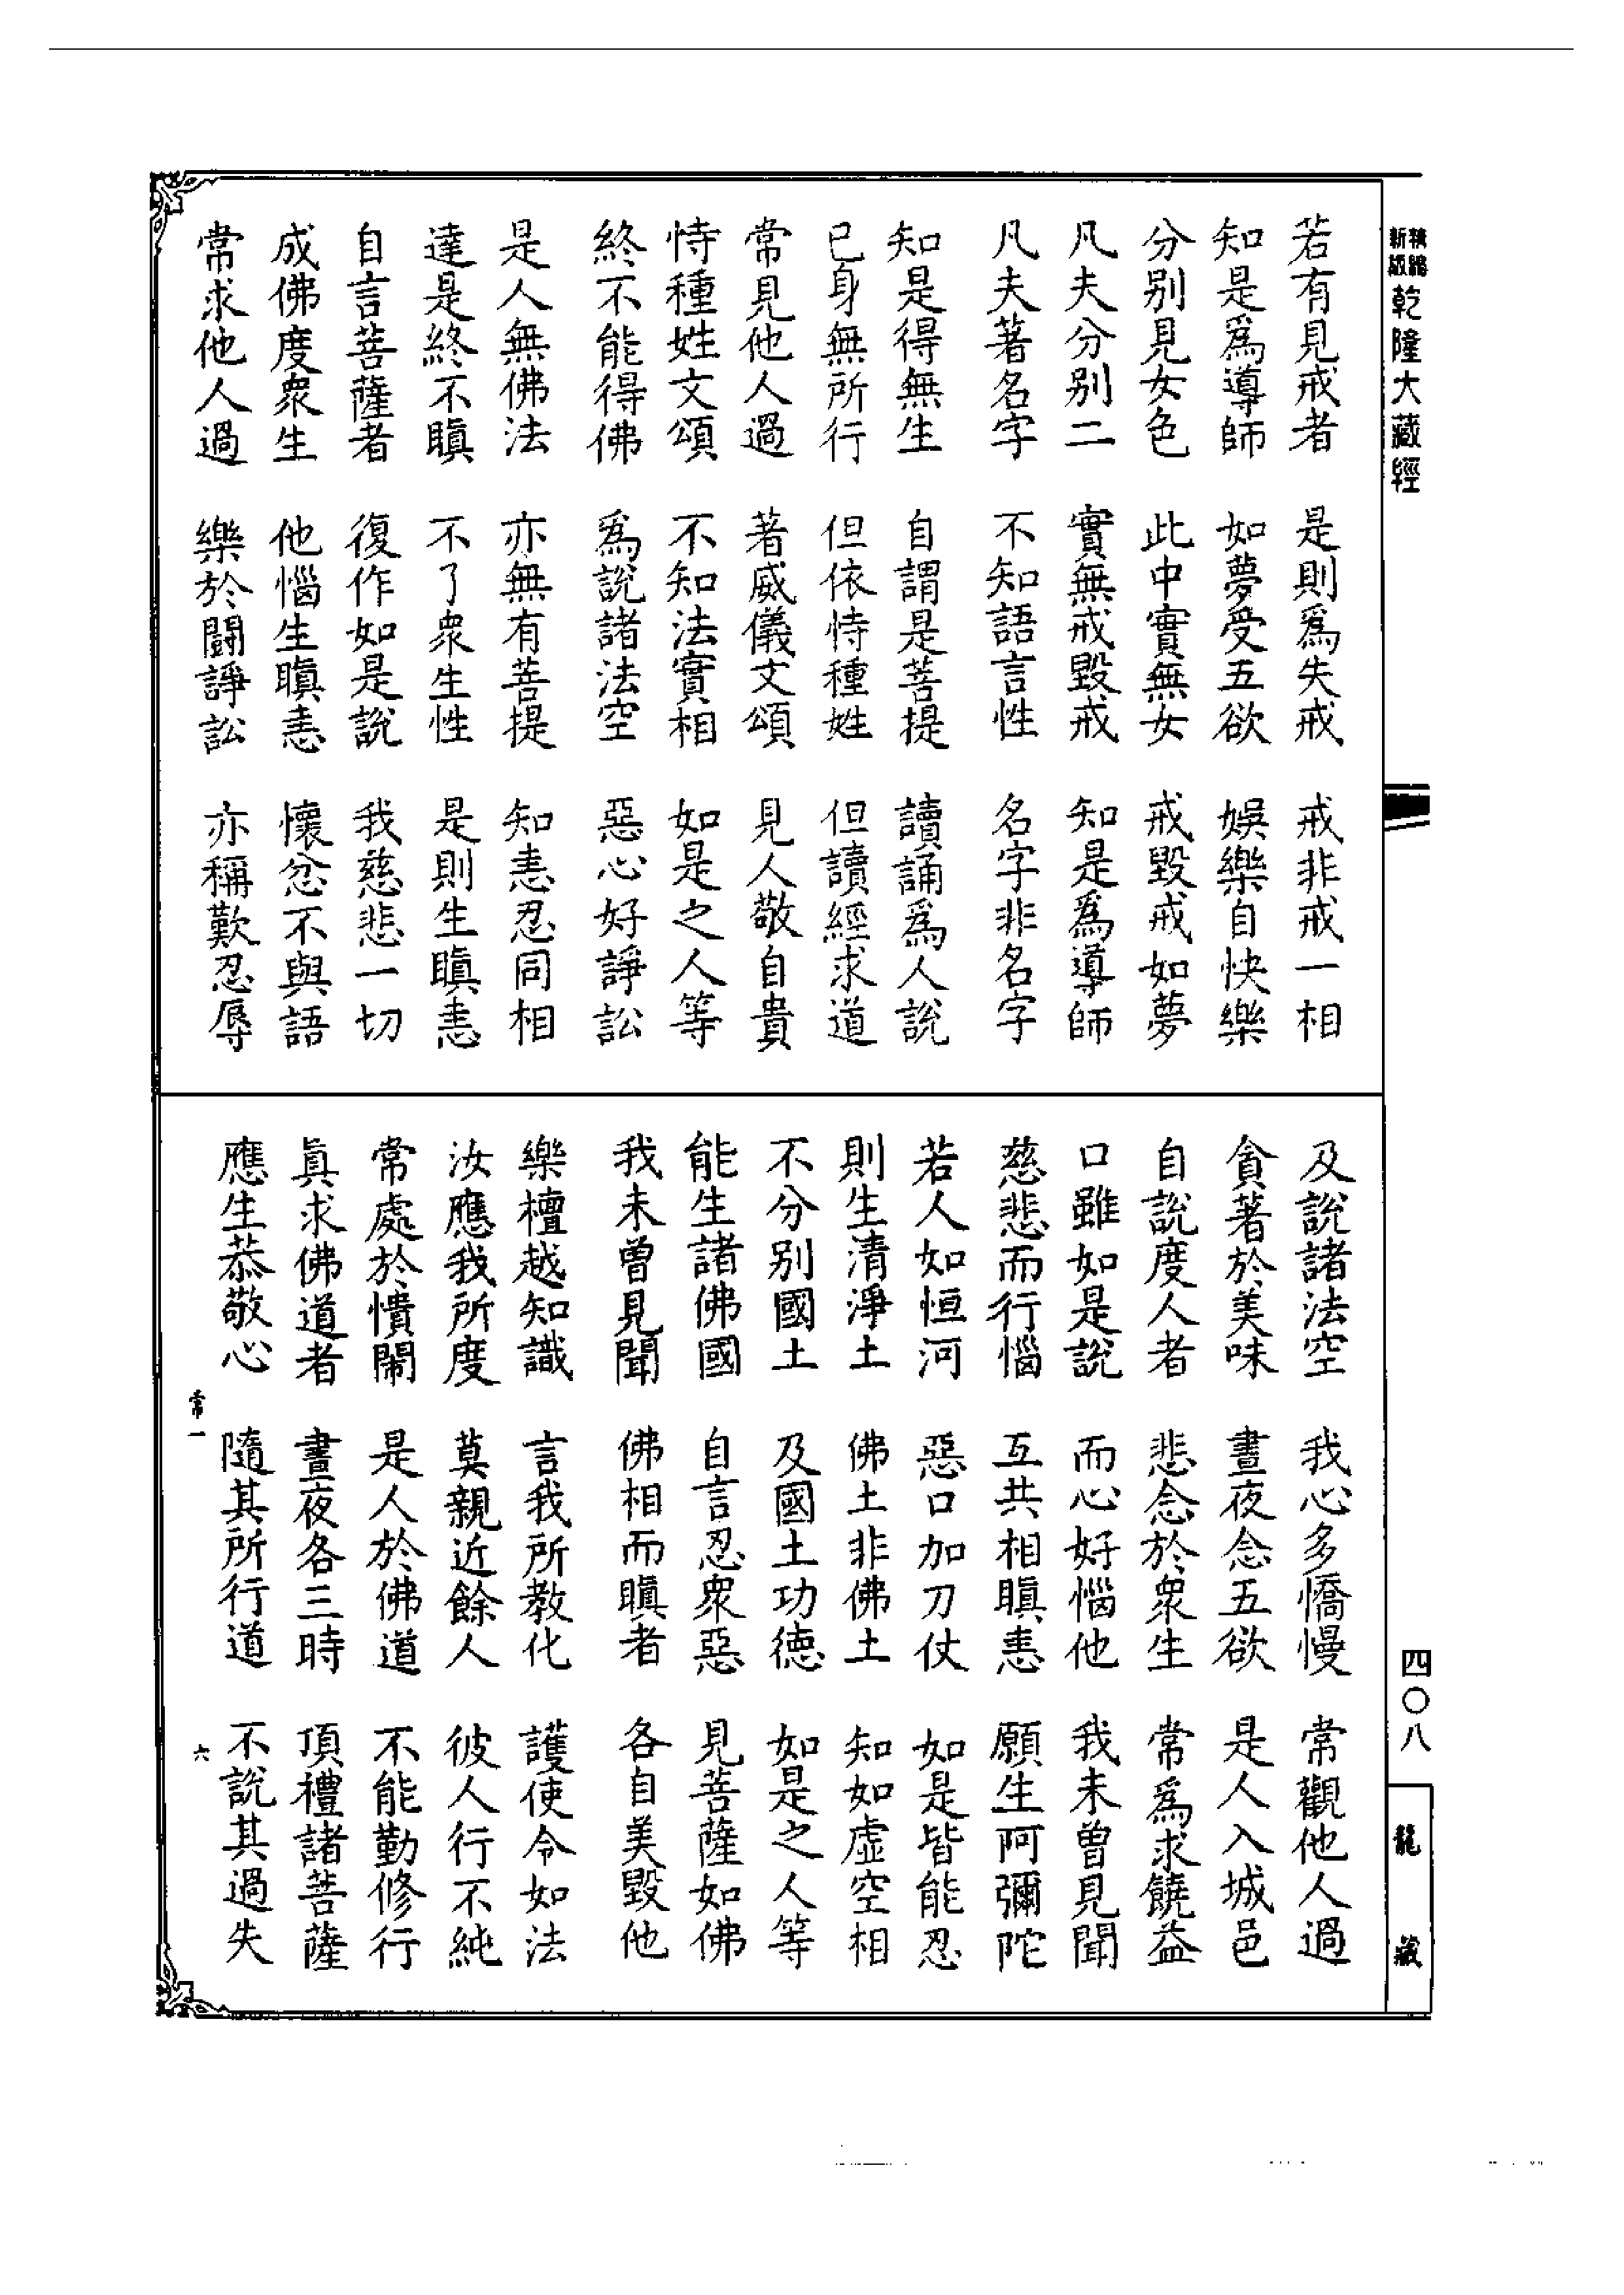 新版 精縮 乾隆大藏經
若有見戒者 是則爲失戒 戒非戒一相
知是爲導師 如夢受五欲 娛樂自快樂
分别見女色 此中實無女 戒毀戒如夢
凡夫分别二 實無戒毀戒 知是爲導師
凡夫著名字 不知語言性 名字非名字
知是得無生 自謂是菩提 讀誦爲人說
已身無所行 但依恃種姓 但讀經求道
常見他人過 著威儀文頌 見人敬自貴
恃種姓文頌 不知法實相 如是之人等
終不能得佛 爲說諸法空 惡心好諍訟
是人無佛法 亦無有菩提 知恚忍同相
達是終不瞋 不了衆生性 是則生瞋恚
自言菩薩者 復作如是說 我慈悲一切
成佛度衆生 他惱生瞋恚 懷忿不與語
常求他人過 樂於鬬諍訟 亦稱歎忍辱
及說諸法空 我心多憍慢 常觀他人過
貪著於美味 晝夜念五欲 是人入城邑
自說度人者 悲念於衆生 常爲求饒益
口雖如是說 而心好惱他 我未曾見聞
慈悲而行惱 互共相瞋恚 願生阿彌陀
若人如恒河 惡口加刀仗 如是皆能忍
則生清淨土 佛土非佛土 知如虛空相
不分别國土 及國土功德 如是之人等
能生諸佛國 自言忍衆惡 見菩薩如佛
我未曾見聞 佛相而瞋者 各自美毀他
樂檀越知識 言我所教化 護使令如法
汝應我所度 莫親近餘人 彼人行不純
常處於憒閙 是人於佛道 不能勤修行
眞求佛道者 晝夜各三時 頂禮諸菩薩
應生恭敬心 隨其所行道 不說其過失
常一 六
四〇八
龍藏